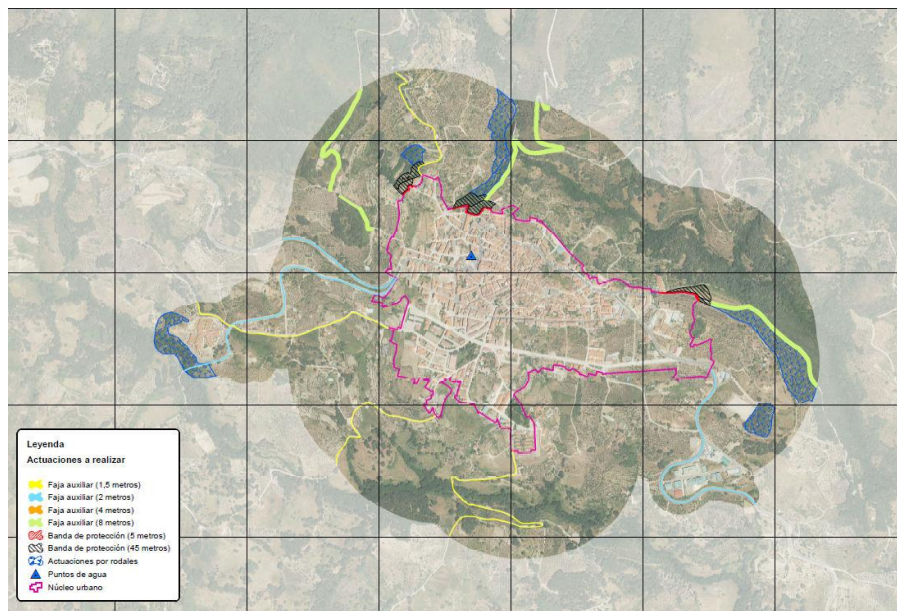 Leyenda
Actuaciones a realizar
Faja auxiliar (1,5 metros)
Faja auxiliar (2 metros)
Faja auxiliar (4 metros)
Faja auxiliar (8 metros)
Banda de protección (5 metros)
Banda de protección (45 metros)
Actuaciones por rodales
Puntos de agua
Núcleo urbano